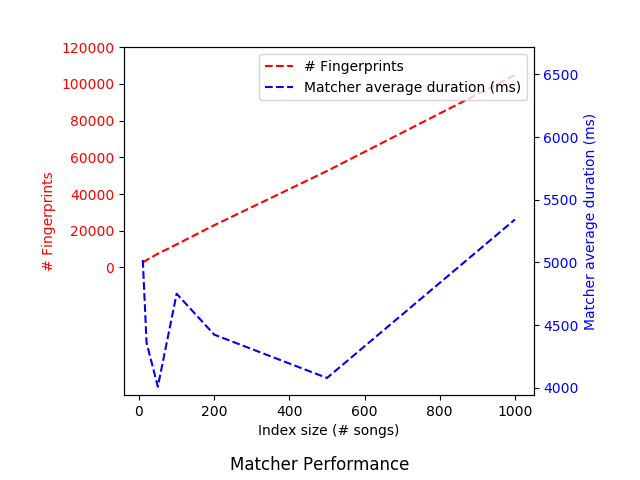 120000
100000
80000
60000
40000
20000
0
# Fingerprints
# Fingerprints
Matcher average duration (ms)
6500
6000
5500
5000
4500
4000
Matcher average duration (ms)
0 200 400 600 800 1000
Index size (# songs)
Matcher Performance